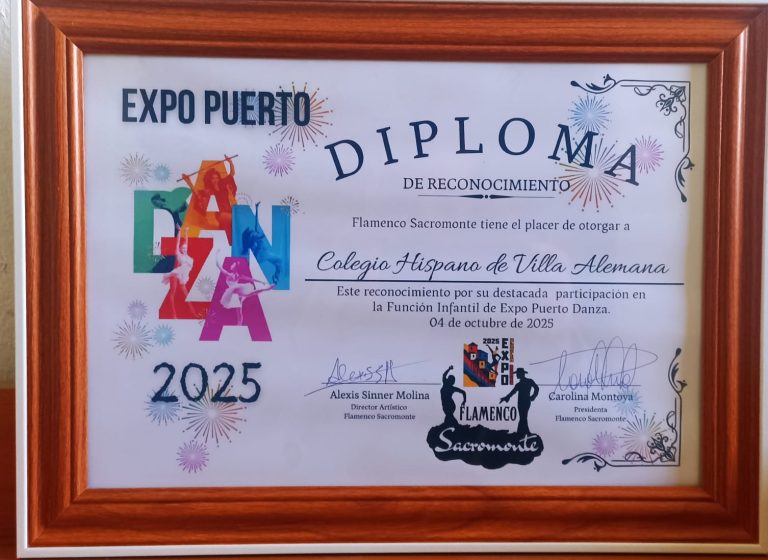 EXPO PUERTO
DANZA
2025
DIPLOMA
DE RECONOCIMIENTO
Flamenco Sacromonte tiene el placer de otorgar a
Colegio Hispano de Villa Alemana
Este reconocimiento por su destacada participación en
la Función Infantil de Expo Puerto Danza.
04 de octubre de 2025
Alexis Sinner Molina
Director Artístico
Flamenco Sacromonte
2025 EXPO
FLAMENCO
Sacromonte
Carolina Montoya
Presidenta
Flamenco Sacromonte